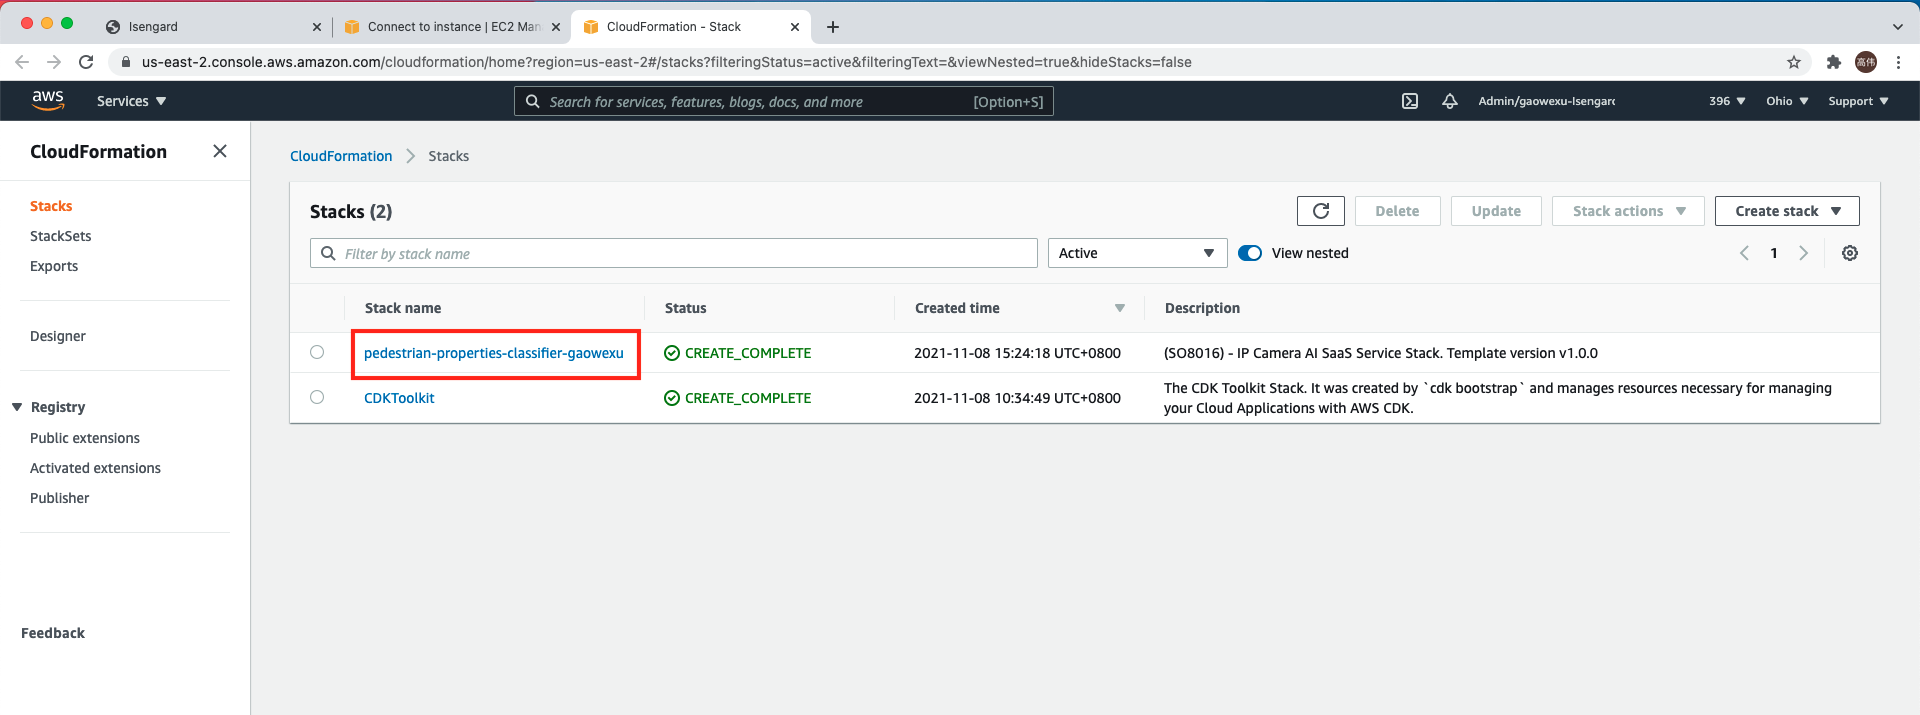 Isengard
Connect to instance | EC2 Man
CloudFormation - Stack
us-east-2.console.aws.amazon.com/cloudformation/home?region=us-east-2#/stacks?filteringStatus=active&filteringText=&viewNested=true&hideStacks=false
高伟
aws
Services
Search for services, features, blogs, docs, and more
[Option+S]
Admin/gaowexu-Isengard
396
Ohio
Support
CloudFormation
Stacks
StackSets
Exports
Designer
Registry
Public extensions
Activated extensions
Publisher
Feedback
CloudFormation
Stacks
Stacks (2)
Delete
Update
Stack actions
Create stack
Filter by stack name
Active
View nested
1
Stack name
Status
Created time
Description
pedestrian-properties-classifier-gaowexu
CREATE_COMPLETE
2021-11-08 15:24:18 UTC+0800
(SO8016) - IP Camera AI SaaS Service Stack. Template version v1.0.0
CDKToolkit
CREATE_COMPLETE
2021-11-08 10:34:49 UTC+0800
The CDK Toolkit Stack. It was created by `cdk bootstrap` and manages resources necessary for managing
your Cloud Applications with AWS CDK.